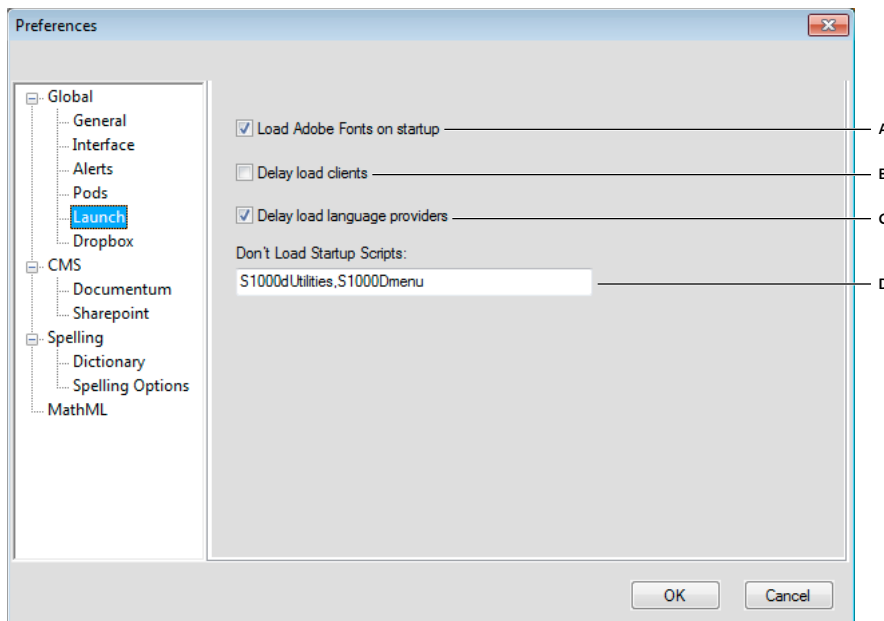 Preferences
Global
General
Interface
Alerts
Pods
Launch
Dropbox
CMS
Documentum
Sharepoint
Spelling
Dictionary
Spelling Options
MathML
Load Adobe Fonts on startup
Delay load clients
Delay load language providers
Don't Load Startup Scripts:
S1000dUtilities,S1000Dmenu
OK
Cancel